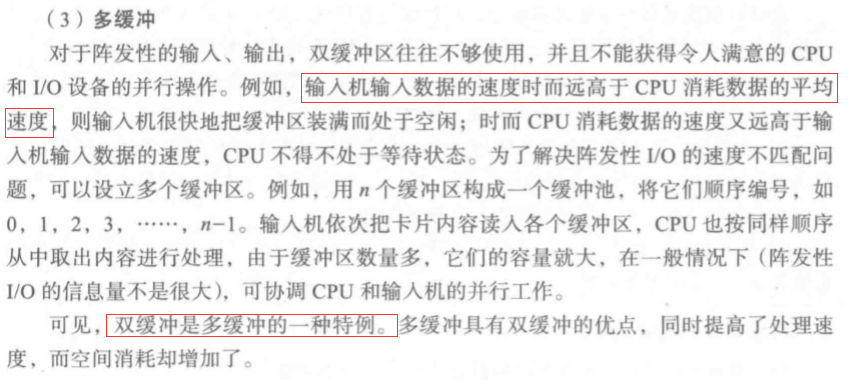 （3）多缓冲
对于阵发性的输入、输出，双缓冲区往往不够使用，并且不能获得令人满意的 CPU
和 I/O 设备的并行操作。例如，输入机输入数据的速度时而远高于 CPU 消耗数据的平均
速度，则输入机很快地把缓冲区装满而处于空闲；时而 CPU 消耗数据的速度又远高于输
入机输入数据的速度，CPU 不得不处于等待状态。为了解决阵发性 I/O 的速度不匹配问
题，可以设立多个缓冲区。例如，用 n 个缓冲区构成一个缓冲池，将它们顺序编号，如
0，1，2，3，……，n−1。输入机依次把卡片内容读入各个缓冲区，CPU 也按同样顺序
从中取出内容进行处理，由于缓冲区数量多，它们的容量就大，在一般情况下（阵发性
I/O 的信息量不是很大），可协调 CPU 和输入机的并行工作。
可见，双缓冲是多缓冲的一种特例。多缓冲具有双缓冲的优点，同时提高了处理速
度，而空间消耗却增加了。